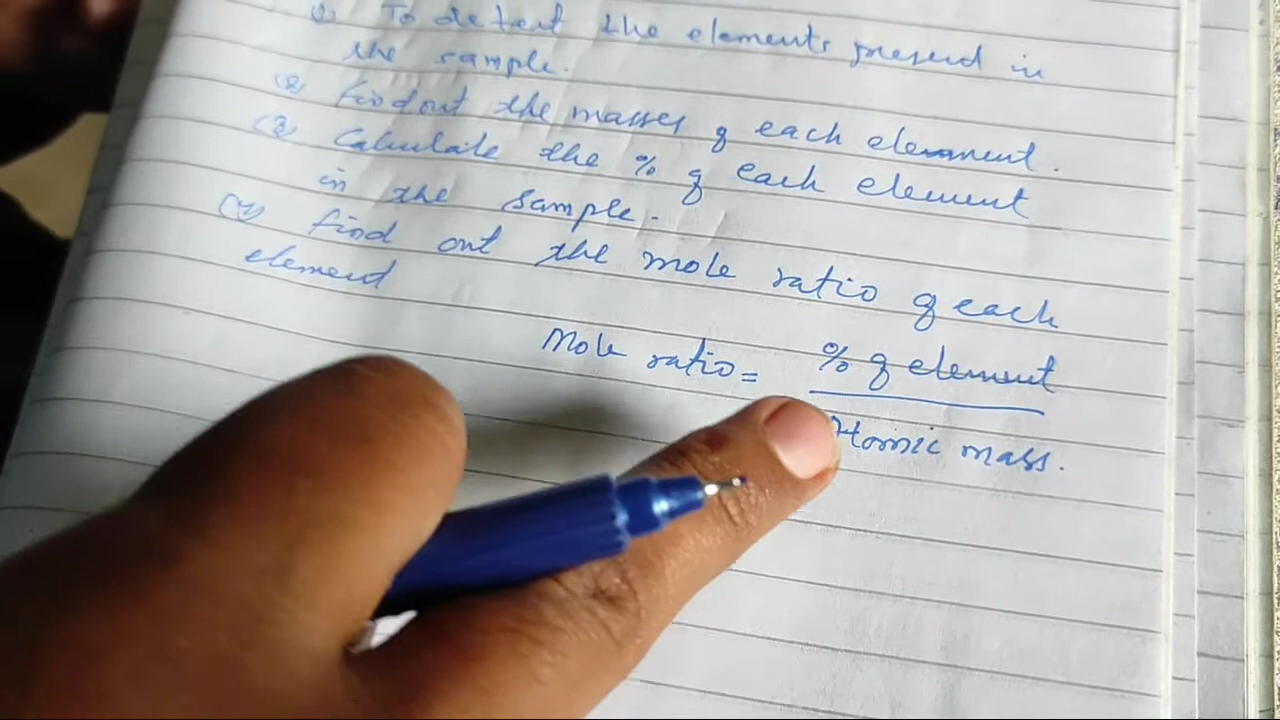 (1) To detect the elements present in
the sample.
(2) find out the masses of each element.
(3) Calculate the % of each element
in the sample.
(4) find out the mole ratio of each
element
Mole ratio = % of element
Atomic mass.